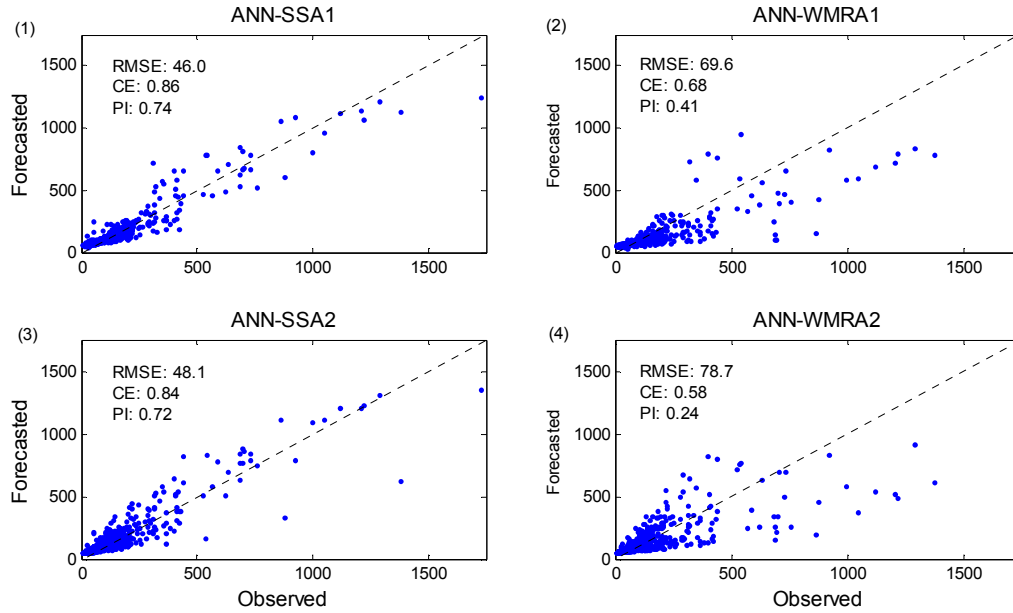 (1)
ANN-SSA1
1500
1000
500
0
RMSE: 46.0
CE: 0.86
PI: 0.74
Forecasted
0 500 1000 1500
(2)
ANN-WMRA1
1500
1000
500
0
RMSE: 69.6
CE: 0.68
PI: 0.41
Forecasted
0 500 1000 1500
(3)
ANN-SSA2
1500
1000
500
0
RMSE: 48.1
CE: 0.84
PI: 0.72
Forecasted
0 500 1000 1500
Observed
(4)
ANN-WMRA2
1500
1000
500
0
RMSE: 78.7
CE: 0.58
PI: 0.24
Forecasted
0 500 1000 1500
Observed